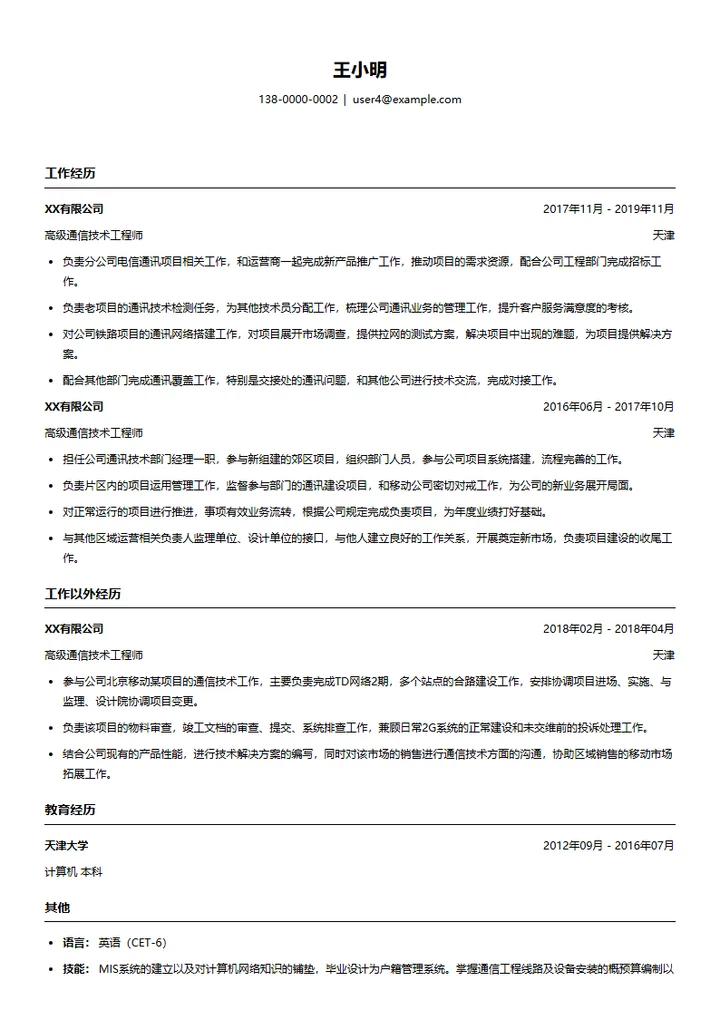 王小明
138-0000-0002 | user4@example.com
工作经历
XX有限公司 2017年11月 - 2019年11月
高级通信技术工程师 天津
• 负责分公司电信通讯项目相关工作，和运营商一起完成新产品推广工作，推动项目的需求资源，配合公司工程部门完成招标工
作。
• 负责老项目的通讯技术检测任务，为其他技术员分配工作，梳理公司通讯业务的管理工作，提升客户服务满意度的考核。
• 对公司铁路项目的通讯网络搭建工作，对项目展开市场调查，提供拉网的测试方案，解决项目中出现的难题，为项目提供解决方
案。
• 配合其他部门完成通讯覆盖工作，特别是交接处的通讯问题，和其他公司进行技术交流，完成对接工作。
XX有限公司 2016年06月 - 2017年10月
高级通信技术工程师 天津
• 担任公司通讯技术部门经理一职，参与新组建的郊区项目，组织部门人员，参与公司项目系统搭建，流程完善的工作。
• 负责片区内的项目运用管理工作，监督参与部门的通讯建设项目，和移动公司密切对戒工作，为公司的新业务展开局面。
• 对正常运行的项目进行推进，事项有效业务流转，根据公司规定完成负责项目，为年度业绩打好基础。
• 与其他区域运营相关负责人监理单位、设计单位的接口，与他人建立良好的工作关系，开展奠定新市场，负责项目建设的收尾工
作。
工作以外经历
XX有限公司 2018年02月 - 2018年04月
高级通信技术工程师 天津
• 参与公司北京移动某项目的通信技术工作，主要负责完成TD网络2期，多个站点的合路建设工作，安排协调项目进场、实施、与
监理、设计院协调项目变更。
• 负责该项目的物料审查，竣工文档的审查、提交、系统排查工作，兼顾日常2G系统的正常建设和未交维前的投诉处理工作。
• 结合公司现有的产品性能，进行技术解决方案的编写，同时对该市场的销售进行通信技术方面的沟通，协助区域销售的移动市场
拓展工作。
教育经历
天津大学 2012年09月 - 2016年07月
计算机 本科
其他
• 语言： 英语（CET-6）
• 技能： MIS系统的建立以及对计算机网络知识的铺垫，毕业设计为户籍管理系统。掌握通信工程线路及设备安装的概预算编制以